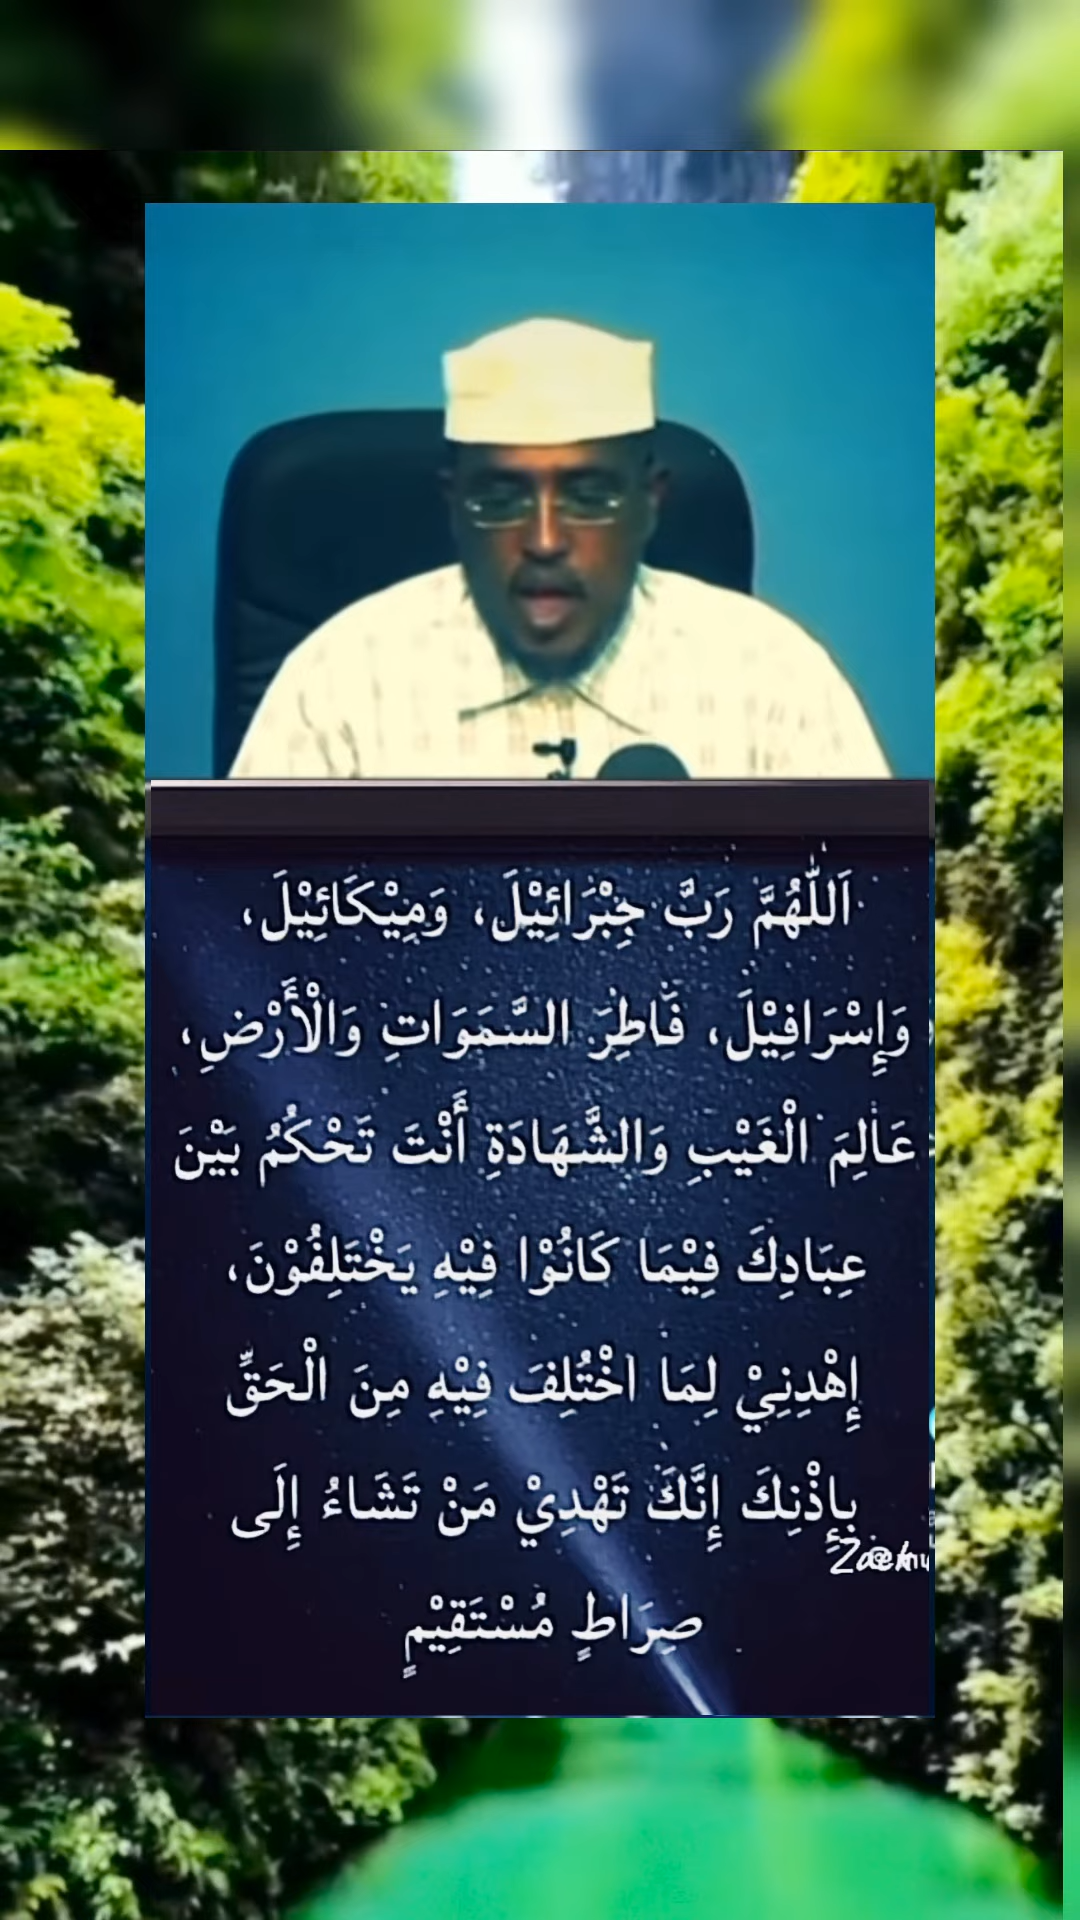 اَللّٰهُمَّ رَبَّ جِبْرَائِيْلَ، وَمِيْكَائِيْلَ،
وَإِسْرَافِيْلَ، فَاطِرَ السَّمَوَاتِ وَالْأَرْضِ،
عَالِمَ الْغَيْبِ وَالشَّهَادَةِ أَنْتَ تَحْكُمُ بَيْنَ
عِبَادِكَ فِيْمَا كَانُوْا فِيْهِ يَخْتَلِفُوْنَ،
إِهْدِنِيْ لِمَا اخْتُلِفَ فِيْهِ مِنَ الْحَقِّ
بِإِذْنِكَ إِنَّكَ تَهْدِيْ مَنْ تَشَاءُ إِلَى
صِرَاطٍ مُسْتَقِيْمٍ